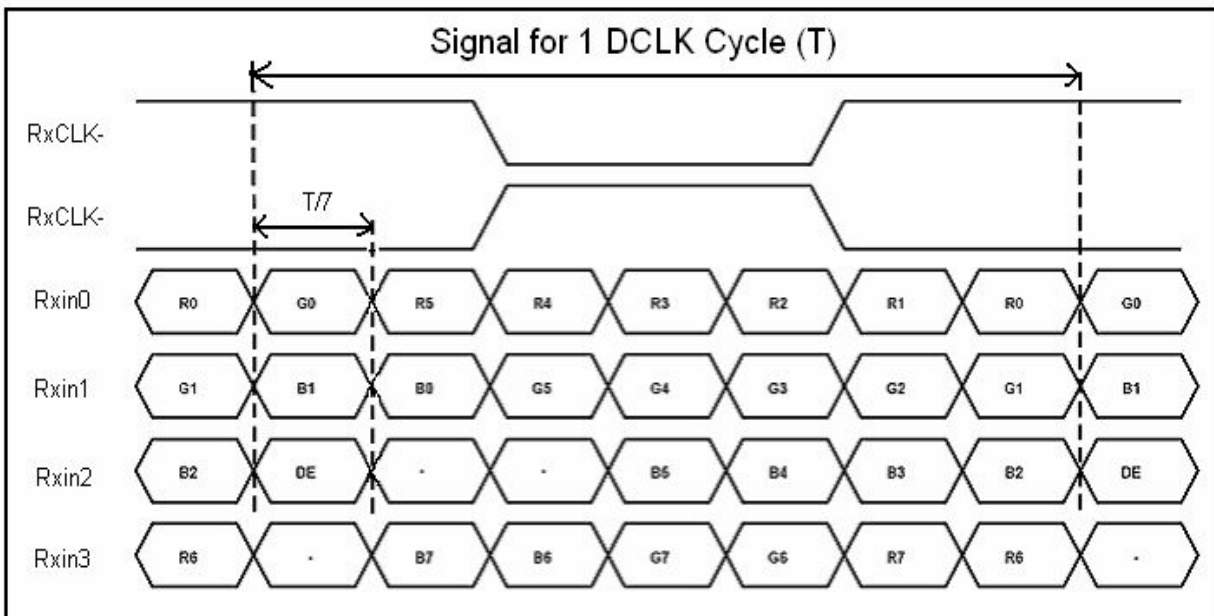 Signal for 1 DCLK Cycle (T)
RxCLK-
RxCLK-
T/7
Rxin0 R0 G0 R5 R4 R3 R2 R1 R0 G0
Rxin1 G1 B1 B0 G5 G4 G3 G2 G1 B1
Rxin2 B2 DE - - B5 B4 B3 B2 DE
Rxin3 R6 - B7 B6 G7 G6 R7 R6 -